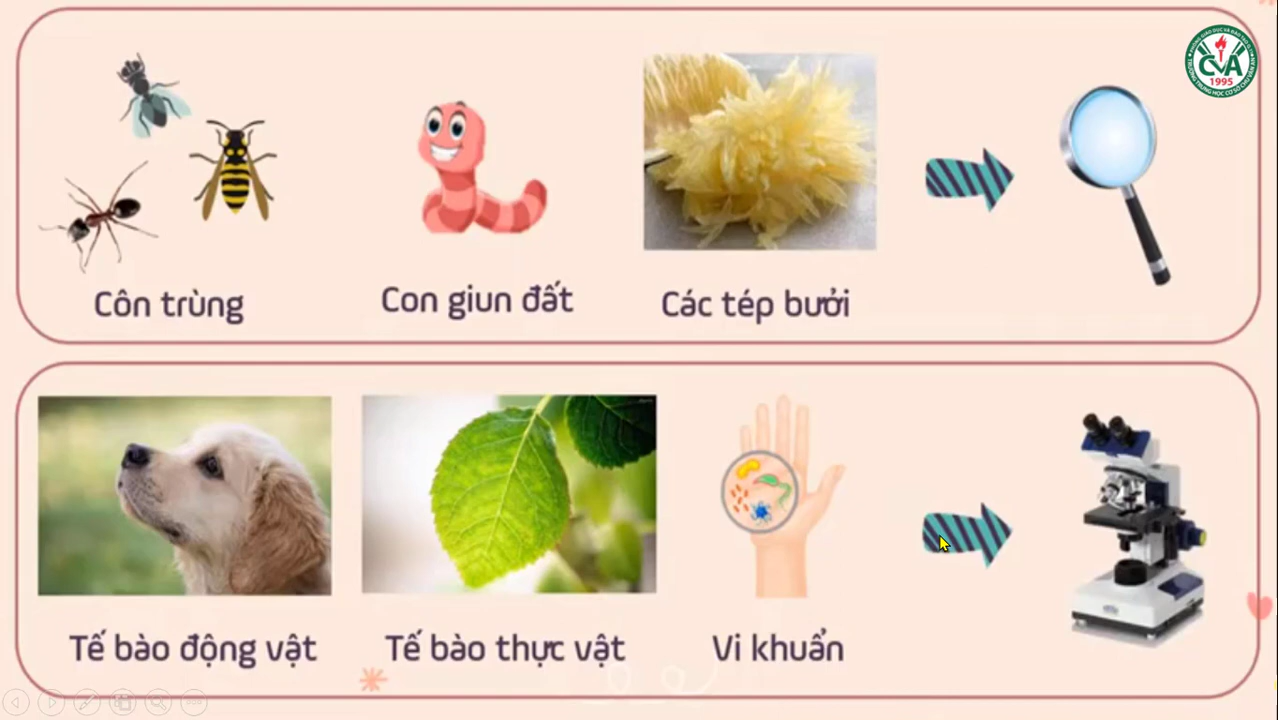 CVA
1995
Côn trùng
Con giun đất
Các tép bưởi
Tế bào động vật
Tế bào thực vật
Vi khuẩn